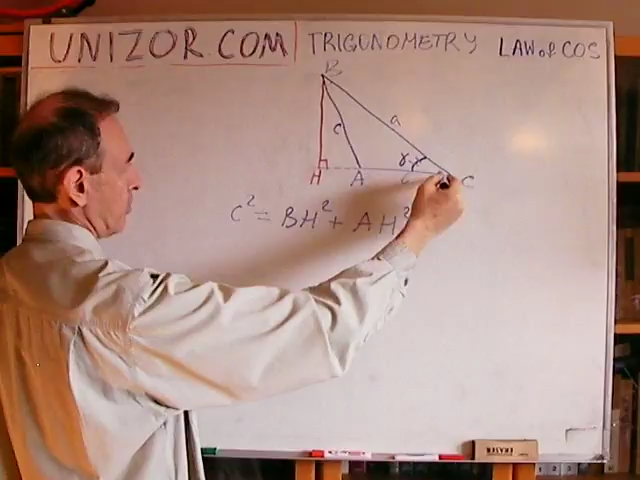 UNIZOR.COM TRIGONOMETRY LAW of COS
B
a
c
γ
H A C
c² = BH² + AH²